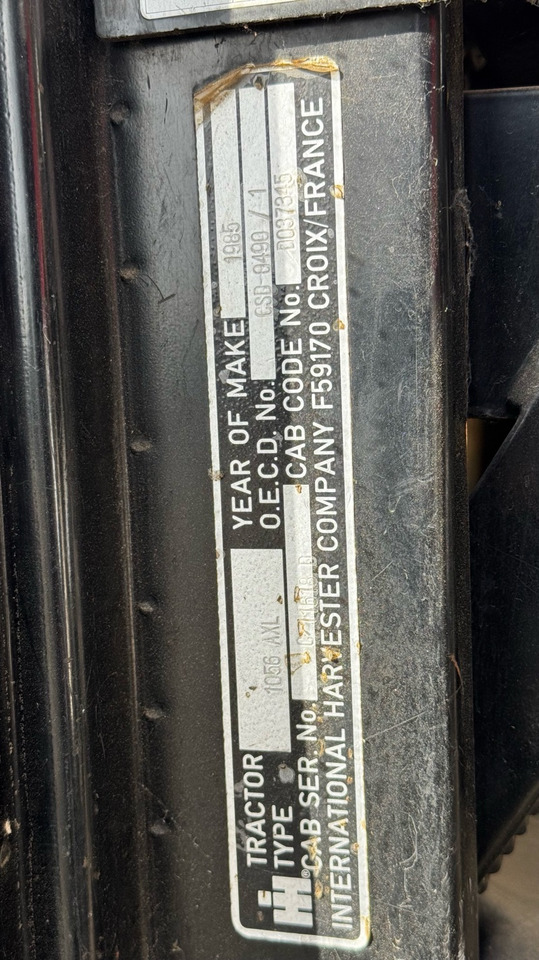 TRACTOR
TYPE 1056 AXL
YEAR OF MAKE 1985
O.E.C.D. No. CSD-0490 / 1
CAB SER. No.
CAB CODE No. D037345
INTERNATIONAL HARVESTER COMPANY F59170 CROIX/FRANCE